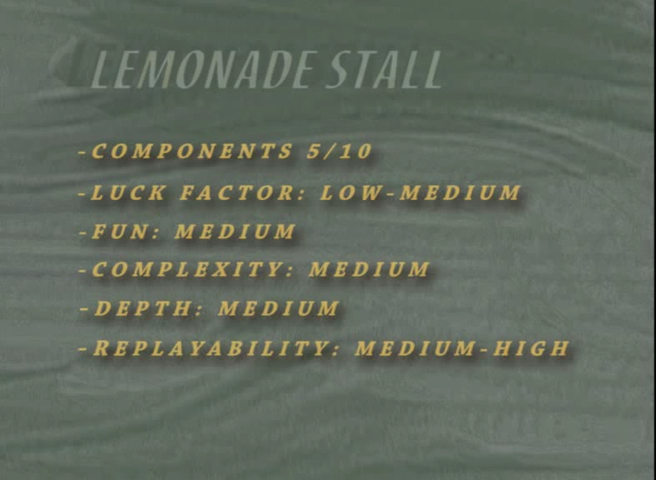 LEMONADE STALL
-COMPONENTS 5/10
-LUCK FACTOR: LOW-MEDIUM
-FUN: MEDIUM
-COMPLEXITY: MEDIUM
-DEPTH: MEDIUM
-REPLAYABILITY: MEDIUM-HIGH